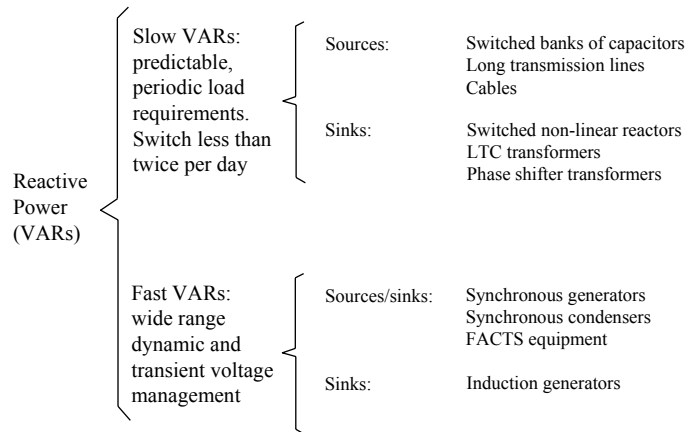 Reactive
Power
(VARs)
Slow VARs:
predictable,
periodic load
requirements.
Switch less than
twice per day
Sources:
Switched banks of capacitors
Long transmission lines
Cables
Sinks:
Switched non-linear reactors
LTC transformers
Phase shifter transformers
Fast VARs:
wide range
dynamic and
transient voltage
management
Sources/sinks:
Synchronous generators
Synchronous condensers
FACTS equipment
Sinks:
Induction generators